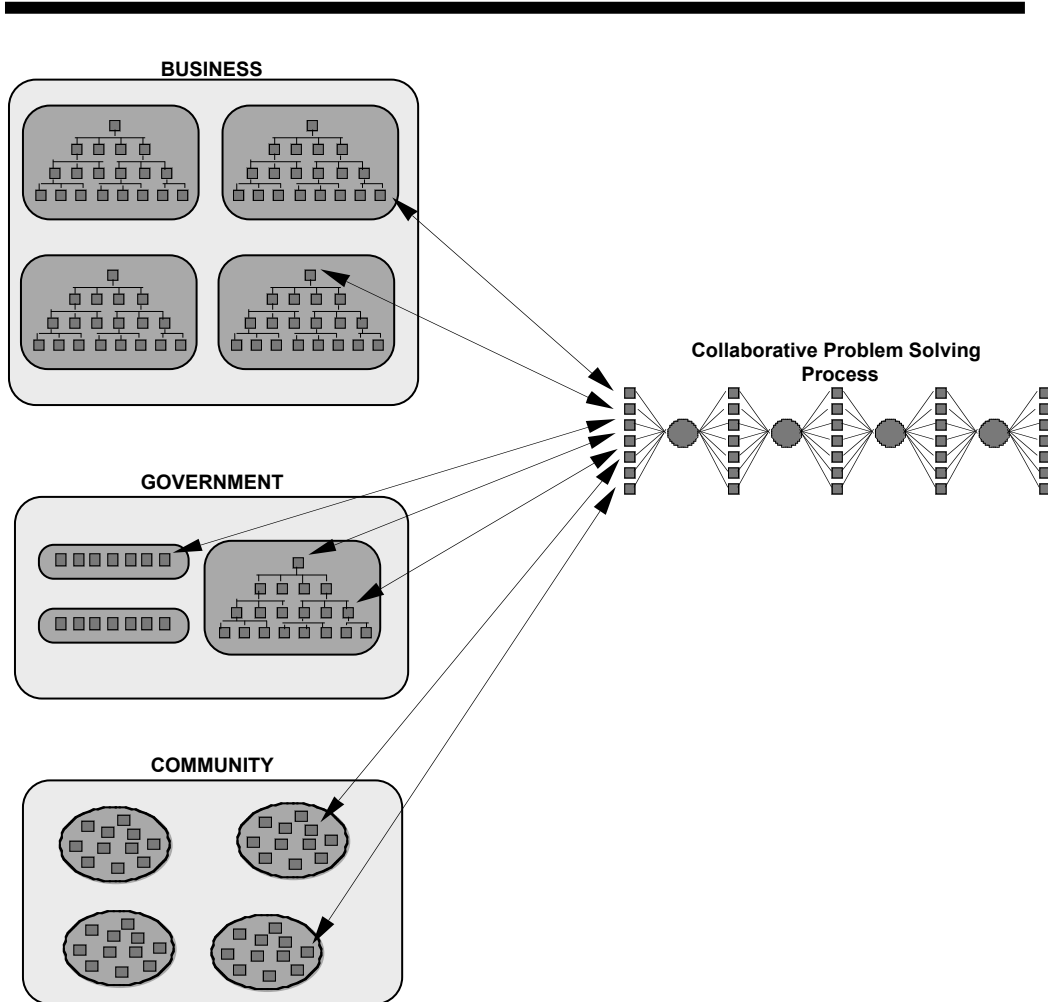 BUSINESS
Collaborative Problem Solving
Process
GOVERNMENT
COMMUNITY